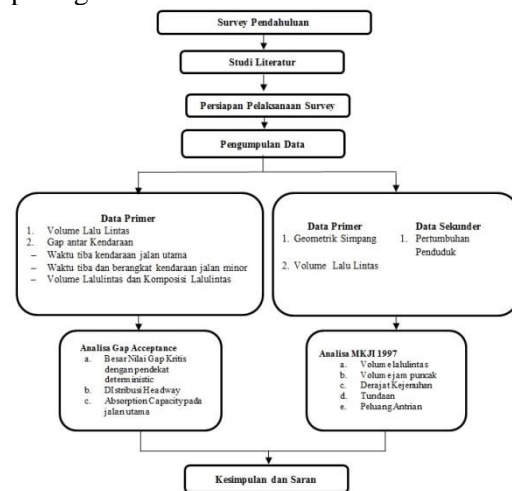 Survey Pendahuluan
Studi Literatur
Persiapan Pelaksanaan Survey
Pengumpulan Data
Data Primer
1. Volume Lalu Lintas
2. Gap antar Kendaraan
– Waktu tiba kendaraan jalan utama
– Waktu tiba dan berangkat kendaraan jalan minor
– Volume Lalulintas dan Komposisi Lalulintas
Data Primer
1. Geometrik Simpang
2. Volume Lalu Lintas
Data Sekunder
1. Pertumbuhan
Penduduk
Analisa Gap Acceptance
a. Besar Nilai Gap Kritis
dengan pendekat
deterministic
b. DIstribusi Headway
c. Absorption Capacity pada
jalan utama
Analisa MKJI 1997
a. Volume lalulintas
b. Volume jam puncak
c. Derajat Kejenuhan
d. Tundaan
e. Peluang Antrian
Kesimpulan dan Saran